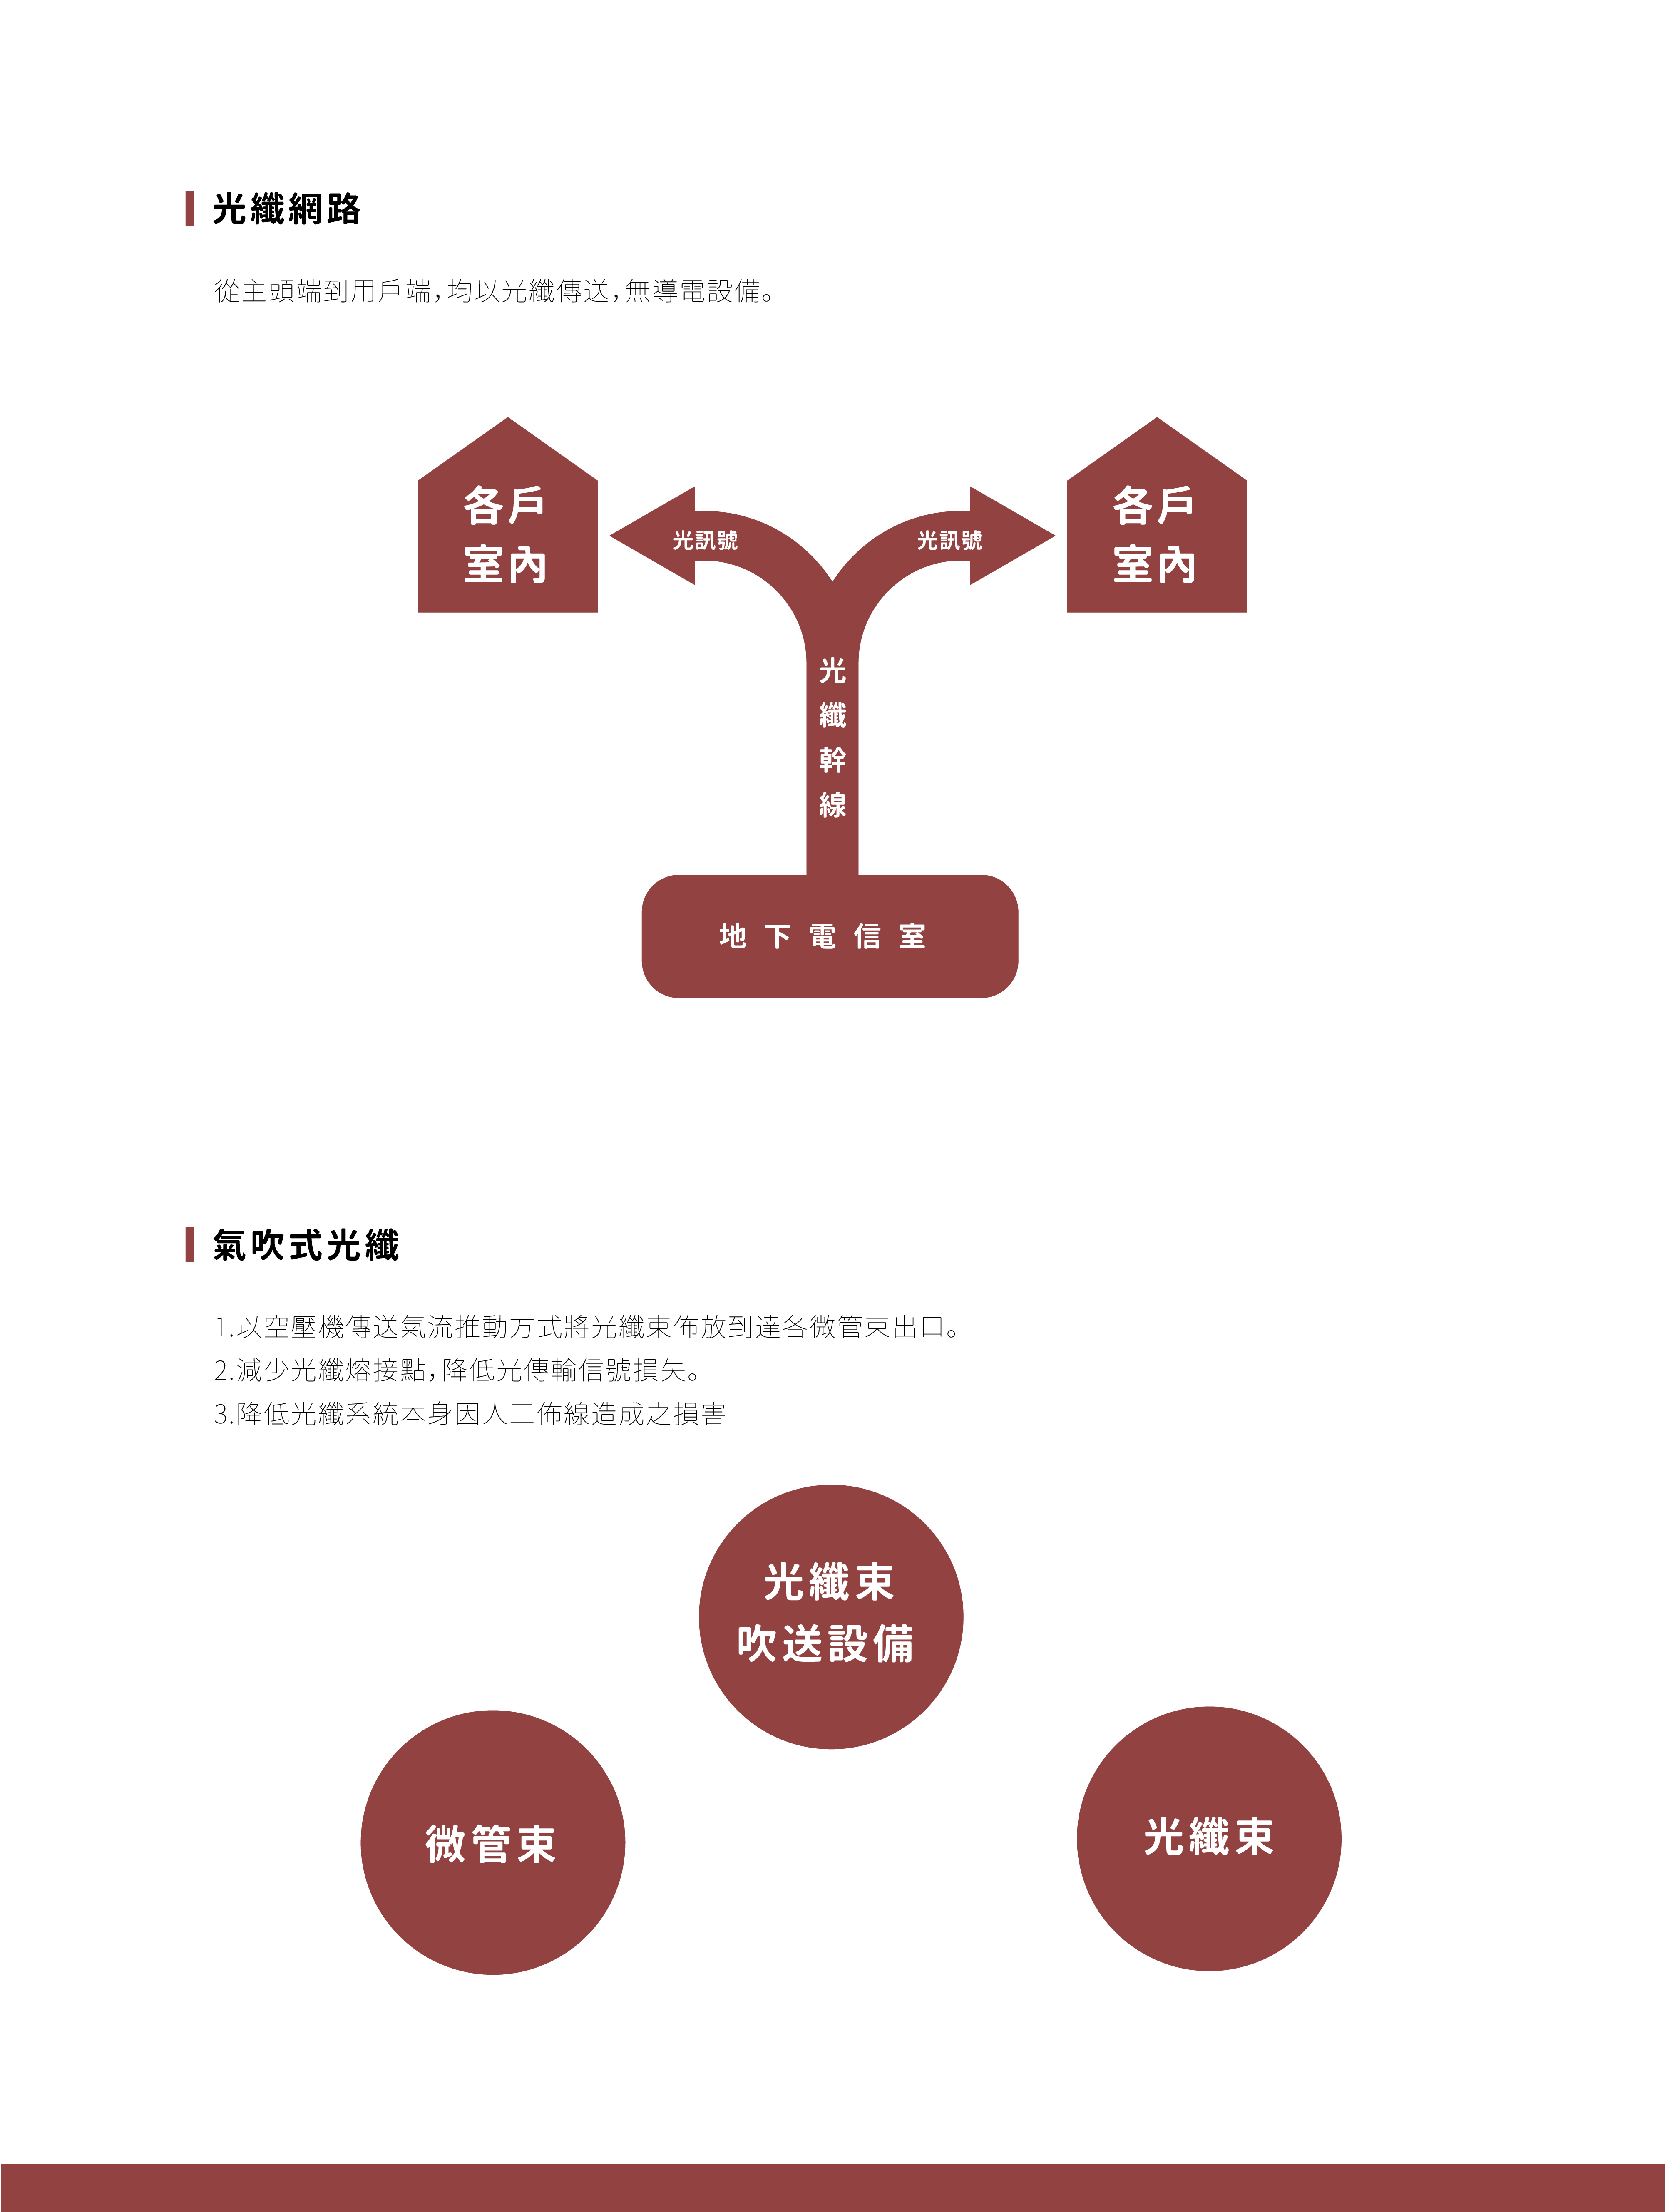 光纖網路
從主頭端到用戶端，均以光纖傳送，無導電設備。
各戶
室內
光訊號
光訊號
各戶
室內
光纖幹線
地下電信室
氣吹式光纖
1.以空壓機傳送氣流推動方式將光纖束佈放到達各微管束出口。
2.減少光纖熔接點，降低光傳輸信號損失。
3.降低光纖系統本身因人工佈線造成之損害
光纖束
吹送設備
微管束
光纖束